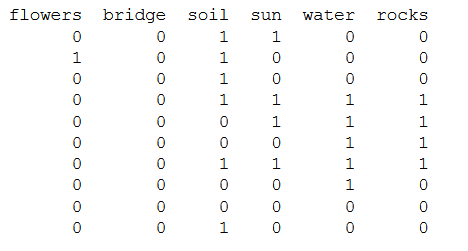 flowers bridge soil sun water rocks
0 0 1 1 0 0
1 0 1 0 0 0
0 0 1 0 0 0
0 0 1 1 1 1
0 0 0 1 1 1
0 0 0 0 1 1
0 0 1 1 1 1
0 0 0 0 1 0
0 0 0 0 0 0
0 0 1 0 0 0